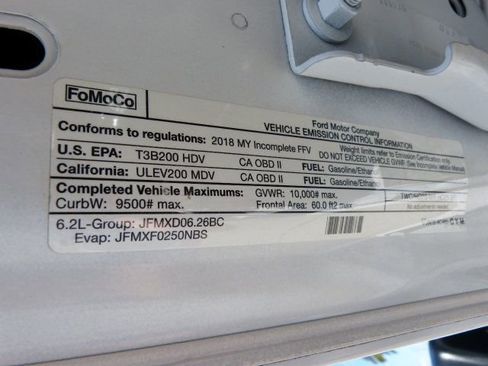 FoMoCo
Ford Motor Company
VEHICLE EMISSION CONTROL INFORMATION
Conforms to regulations: 2018 MY Incomplete FFV
Weight limits refer to Emission Certification only.
DO NOT EXCEED VEHICLE GVWR.
U.S. EPA: T3B200 HDV CA OBD II FUEL: Gasoline/Ethanol
California: ULEV200 MDV CA OBD II FUEL: Gasoline/Ethanol
Completed Vehicle Maximums: GVWR: 10,000# max.
CurbW: 9500# max. Frontal Area: 60.0 ft2 max
6.2L-Group: JFMXD06.26BC
Evap: JFMXF0250NBS